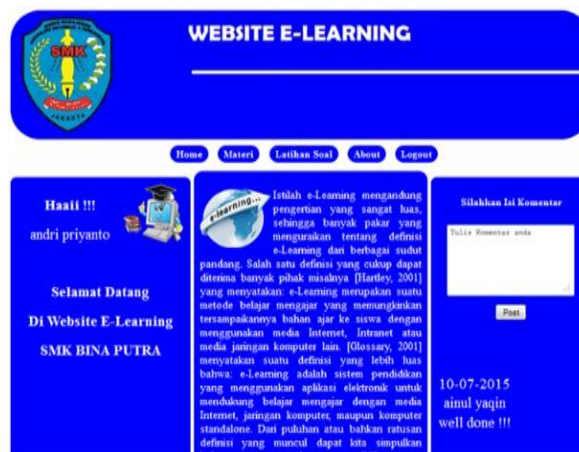 WEBSITE E-LEARNING
SMK
JAKARTA
Home Materi Latihan Soal About Logout
Haaii !!!
andri priyanto
Selamat Datang
Di Website E-Learning
SMK BINA PUTRA
e-learning...
Istilah e-Learning mengandung
pengertian yang sangat luas,
sehingga banyak pakar yang
menguraikan tentang definisi
e-Learning dari berbagai sudut
pandang. Salah satu definisi yang cukup dapat
diterima banyak pihak misalnya [Hartley, 2001]
yang menyatakan: e-Learning merupakan suatu
metode belajar mengajar yang memungkinkan
tersampaikannya bahan ajar ke siswa dengan
menggunakan media Internet, Intranet atau
media jaringan komputer lain. [Glossary, 2001]
menyatakan suatu definisi yang lebih luas
bahwa: e-Learning adalah sistem pendidikan
yang menggunakan aplikasi elektronik untuk
mendukung belajar mengajar dengan media
Internet, jaringan komputer, maupun komputer
standalone. Dari puluhan atau bahkan ratusan
definisi yang muncul dapat kita simpulkan
Silahkan Isi Komentar
Tulis Komentar anda
Post
10-07-2015
ainul yaqin
well done !!!